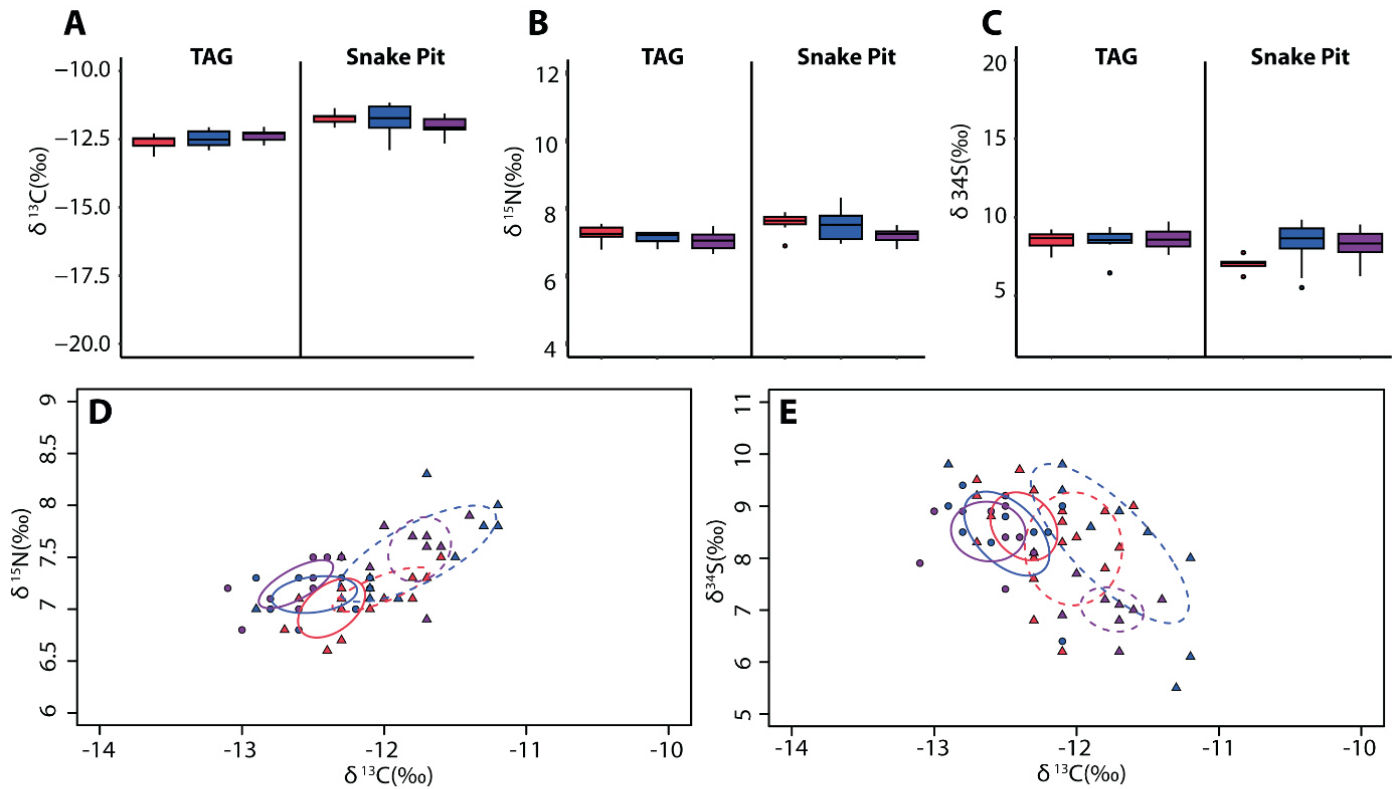 A
TAG
Snake Pit
δ ¹³C(‰)
−10.0
−12.5
−15.0
−17.5
−20.0
B
TAG
Snake Pit
δ ¹⁵N(‰)
12
10
8
6
4
C
TAG
Snake Pit
δ 34S(‰)
20
15
10
5
D
δ ¹⁵N(‰)
9
8.5
8
7.5
7
6.5
6
-14
-13
-12
-11
-10
δ ¹³C(‰)
E
δ³⁴S(‰)
11
10
9
8
7
6
5
-14
-13
-12
-11
-10
δ ¹³C(‰)